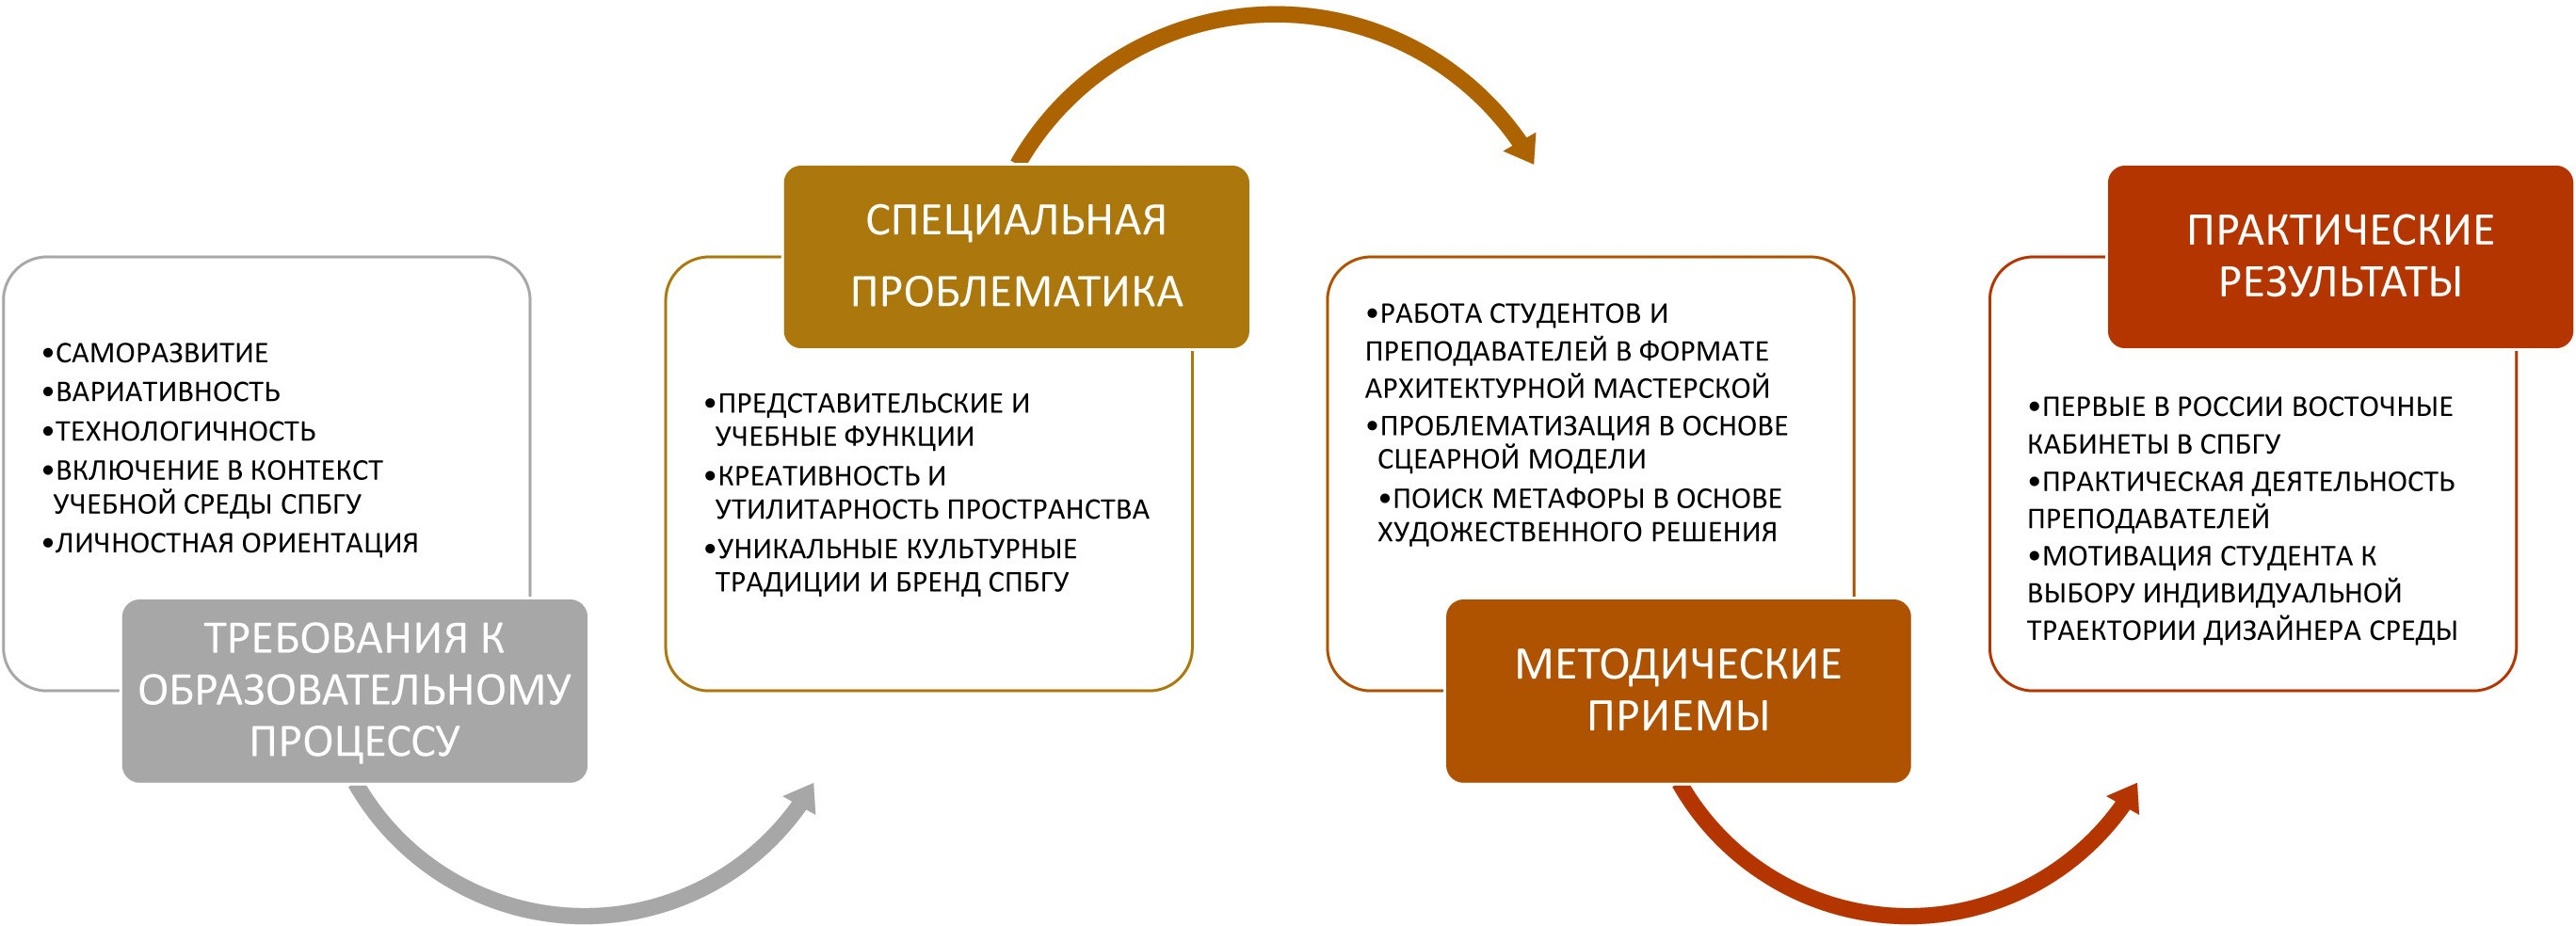 •САМОРАЗВИТИЕ
•ВАРИАТИВНОСТЬ
•ТЕХНОЛОГИЧНОСТЬ
•ВКЛЮЧЕНИЕ В КОНТЕКСТ
УЧЕБНОЙ СРЕДЫ СПБГУ
•ЛИЧНОСТНАЯ ОРИЕНТАЦИЯ
ТРЕБОВАНИЯ К
ОБРАЗОВАТЕЛЬНОМУ
ПРОЦЕССУ
СПЕЦИАЛЬНАЯ
ПРОБЛЕМАТИКА
•ПРЕДСТАВИТЕЛЬСКИЕ И
УЧЕБНЫЕ ФУНКЦИИ
•КРЕАТИВНОСТЬ И
УТИЛИТАРНОСТЬ ПРОСТРАНСТВА
•УНИКАЛЬНЫЕ КУЛЬТУРНЫЕ
ТРАДИЦИИ И БРЕНД СПБГУ
•РАБОТА СТУДЕНТОВ И
ПРЕПОДАВАТЕЛЕЙ В ФОРМАТЕ
АРХИТЕКТУРНОЙ МАСТЕРСКОЙ
•ПРОБЛЕМАТИЗАЦИЯ В ОСНОВЕ
СЦЕАРНОЙ МОДЕЛИ
•ПОИСК МЕТАФОРЫ В ОСНОВЕ
ХУДОЖЕСТВЕННОГО РЕШЕНИЯ
МЕТОДИЧЕСКИЕ
ПРИЕМЫ
ПРАКТИЧЕСКИЕ
РЕЗУЛЬТАТЫ
•ПЕРВЫЕ В РОССИИ ВОСТОЧНЫЕ
КАБИНЕТЫ В СПБГУ
•ПРАКТИЧЕСКАЯ ДЕЯТЕЛЬНОСТЬ
ПРЕПОДАВАТЕЛЕЙ
•МОТИВАЦИЯ СТУДЕНТА К
ВЫБОРУ ИНДИВИДУАЛЬНОЙ
ТРАЕКТОРИИ ДИЗАЙНЕРА СРЕДЫ